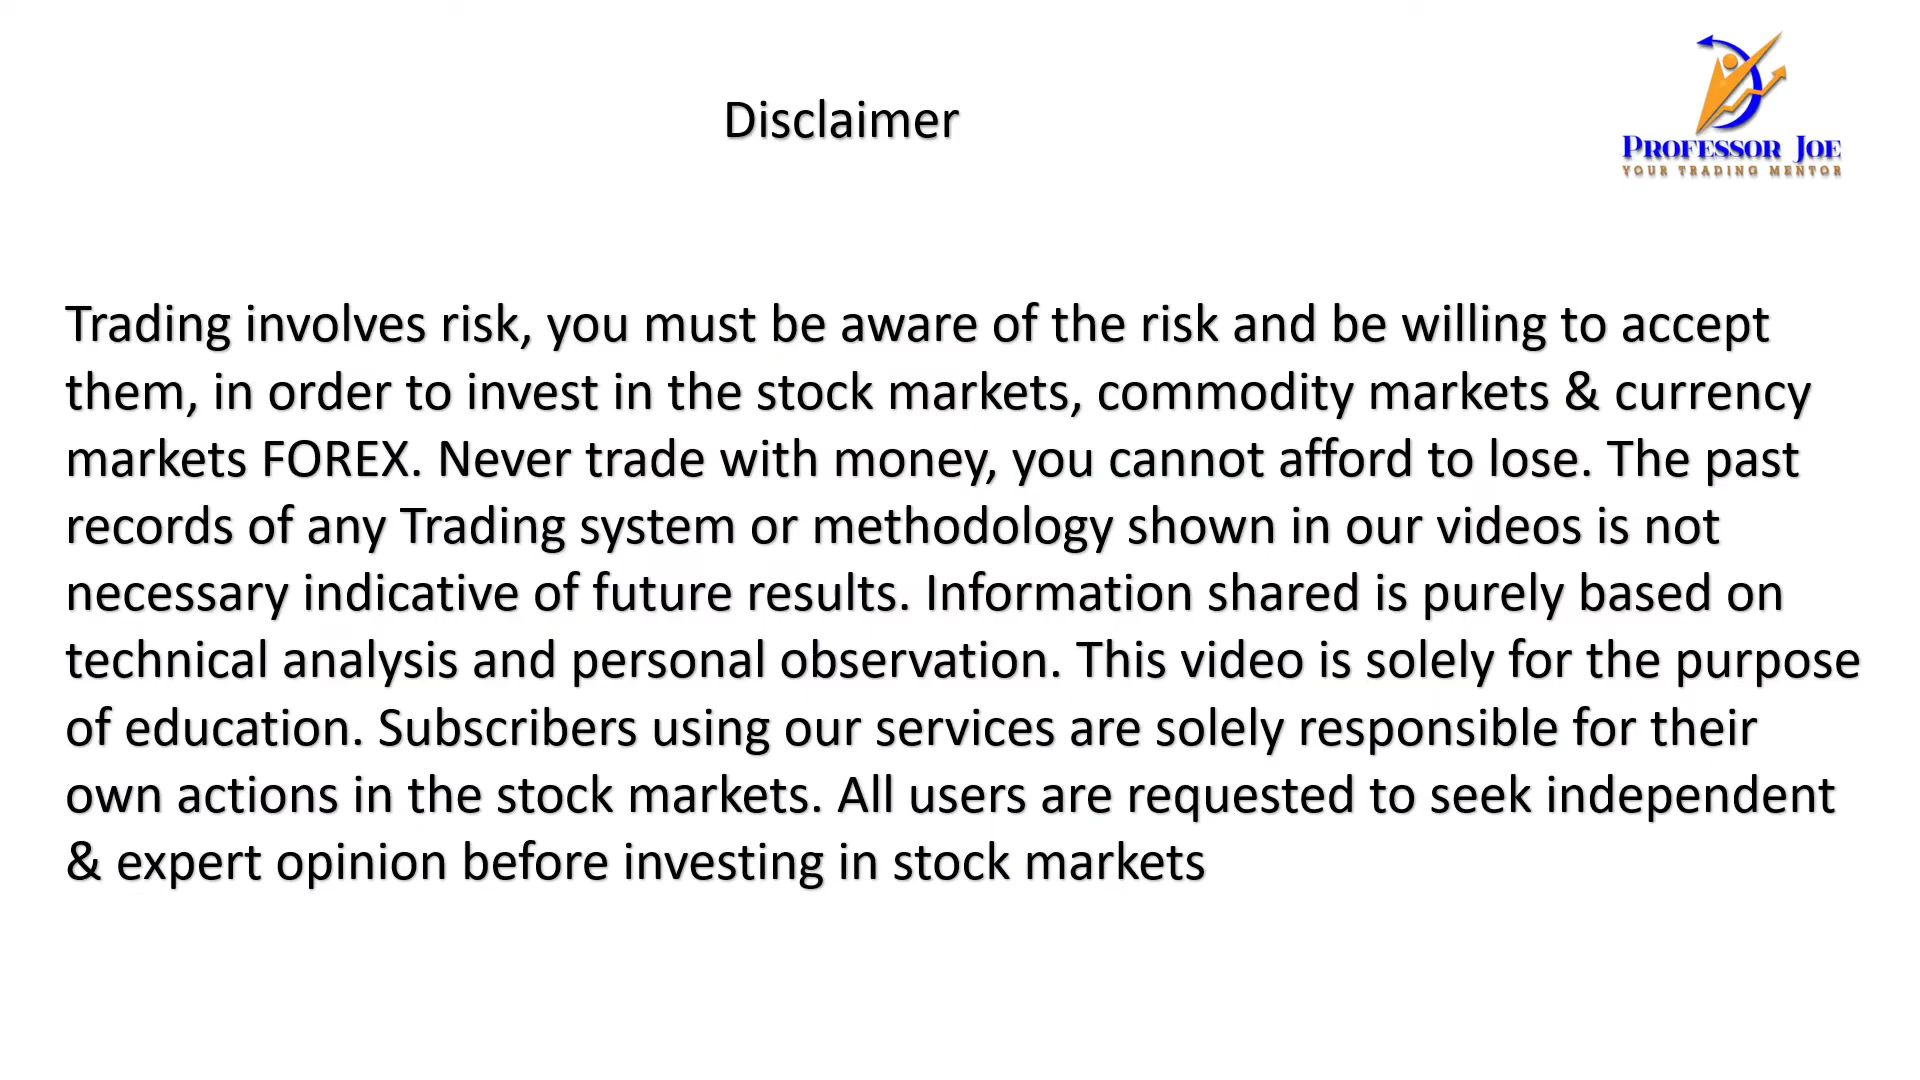 Disclaimer
PROFESSOR JOE
YOUR TRADING MENTOR
Trading involves risk, you must be aware of the risk and be willing to accept
them, in order to invest in the stock markets, commodity markets & currency
markets FOREX. Never trade with money, you cannot afford to lose. The past
records of any Trading system or methodology shown in our videos is not
necessary indicative of future results. Information shared is purely based on
technical analysis and personal observation. This video is solely for the purpose
of education. Subscribers using our services are solely responsible for their
own actions in the stock markets. All users are requested to seek independent
& expert opinion before investing in stock markets